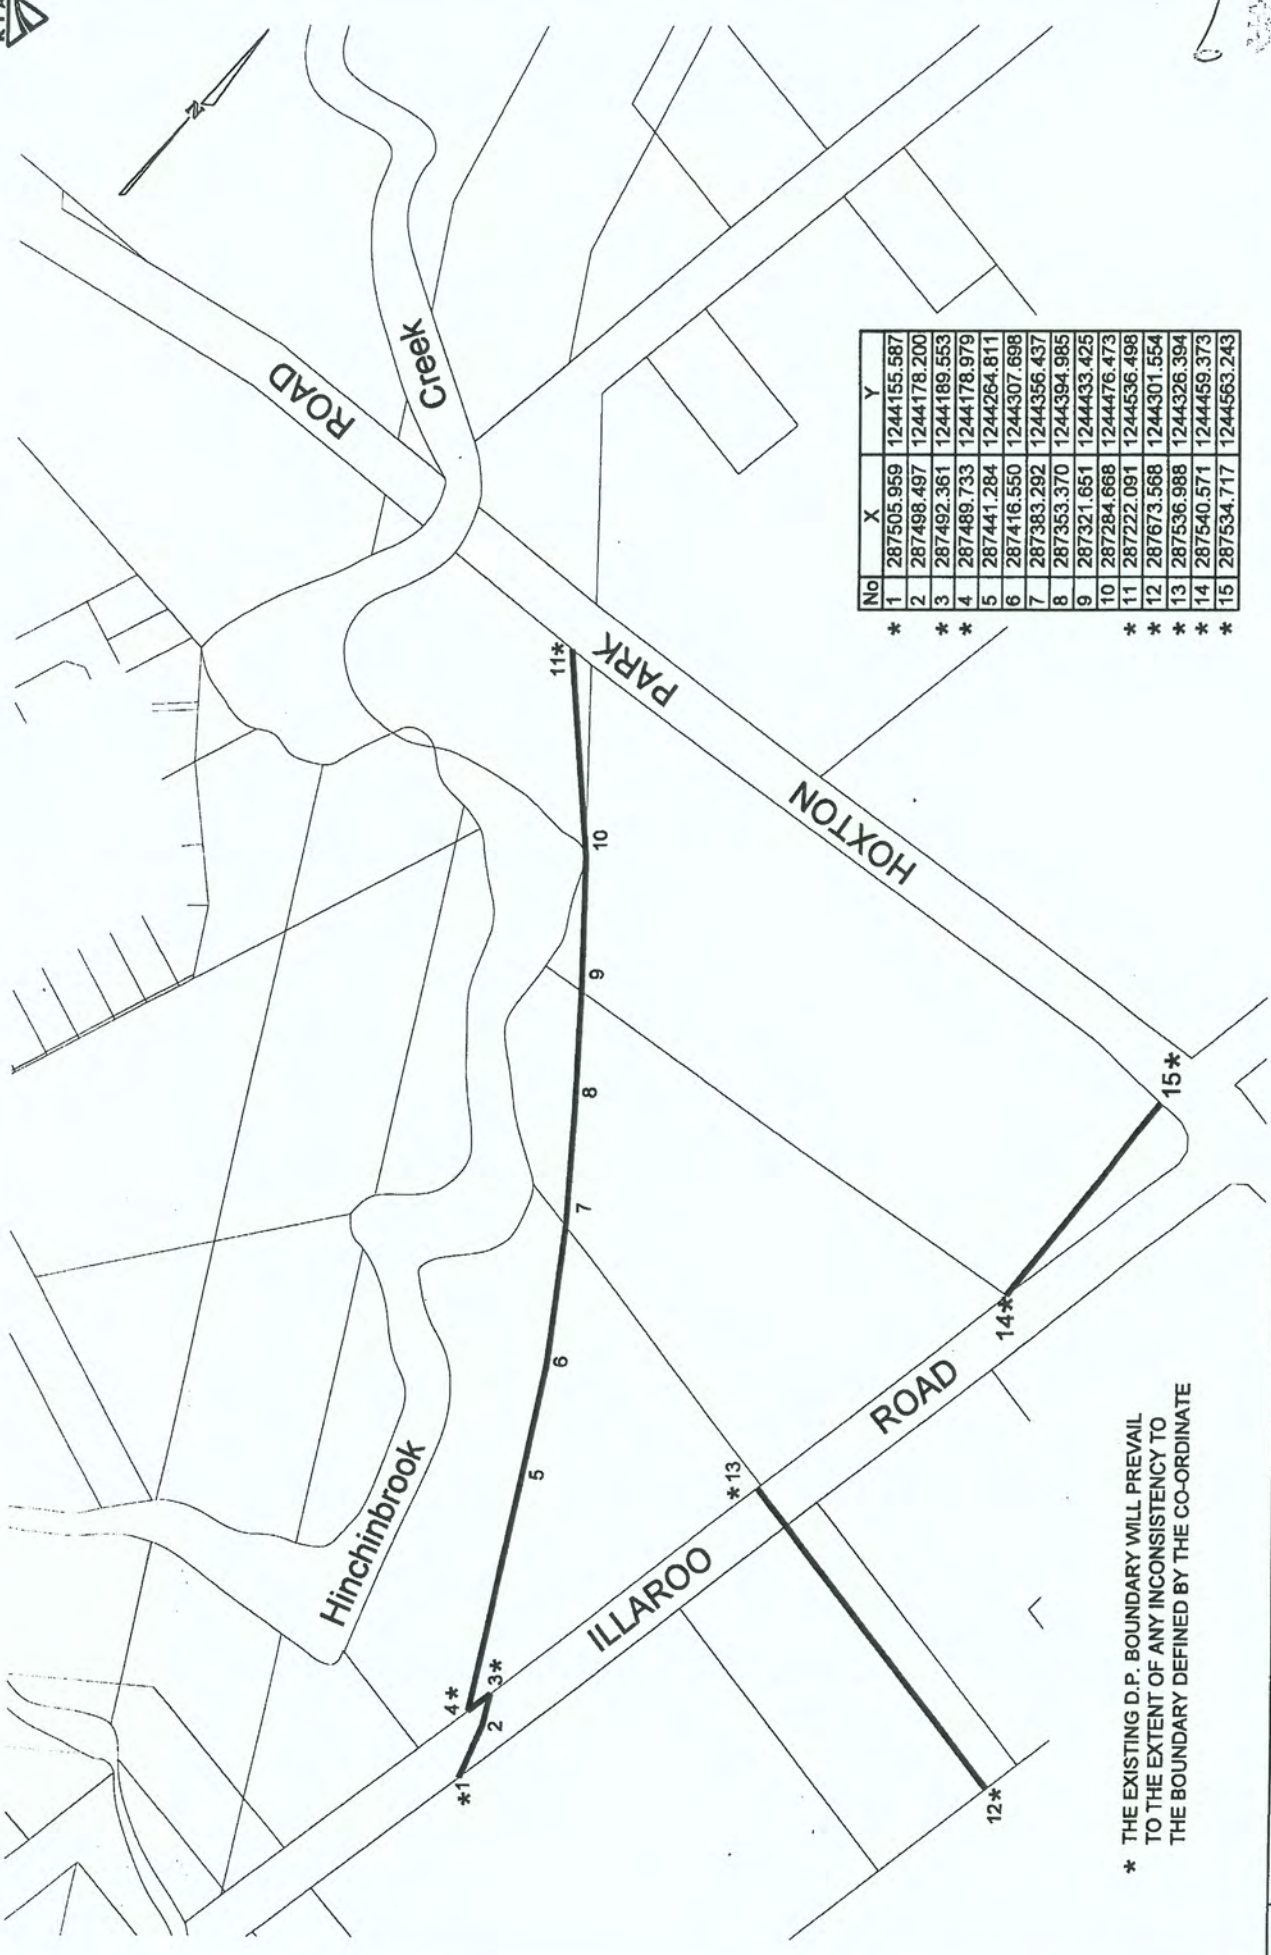 N
ROAD
Creek
PARK
HOXTON
Hinchinbrook
ILLAROO
ROAD
*1
2
3*
4*
5
6
7
8
9
10
11*
12*
*13
14*
15*
No X Y
* 1 287505.959 1244155.587
2 287498.497 1244178.200
* 3 287492.361 1244189.553
* 4 287489.733 1244178.979
5 287441.284 1244264.811
6 287416.550 1244307.698
7 287383.292 1244356.437
8 287353.370 1244394.985
9 287321.651 1244433.425
10 287284.668 1244476.473
* 11 287222.091 1244536.498
* 12 287673.568 1244301.554
* 13 287536.988 1244326.394
* 14 287540.571 1244459.373
* 15 287534.717 1244563.243
* THE EXISTING D.P. BOUNDARY WILL PREVAIL
TO THE EXTENT OF ANY INCONSISTENCY TO
THE BOUNDARY DEFINED BY THE CO-ORDINATE